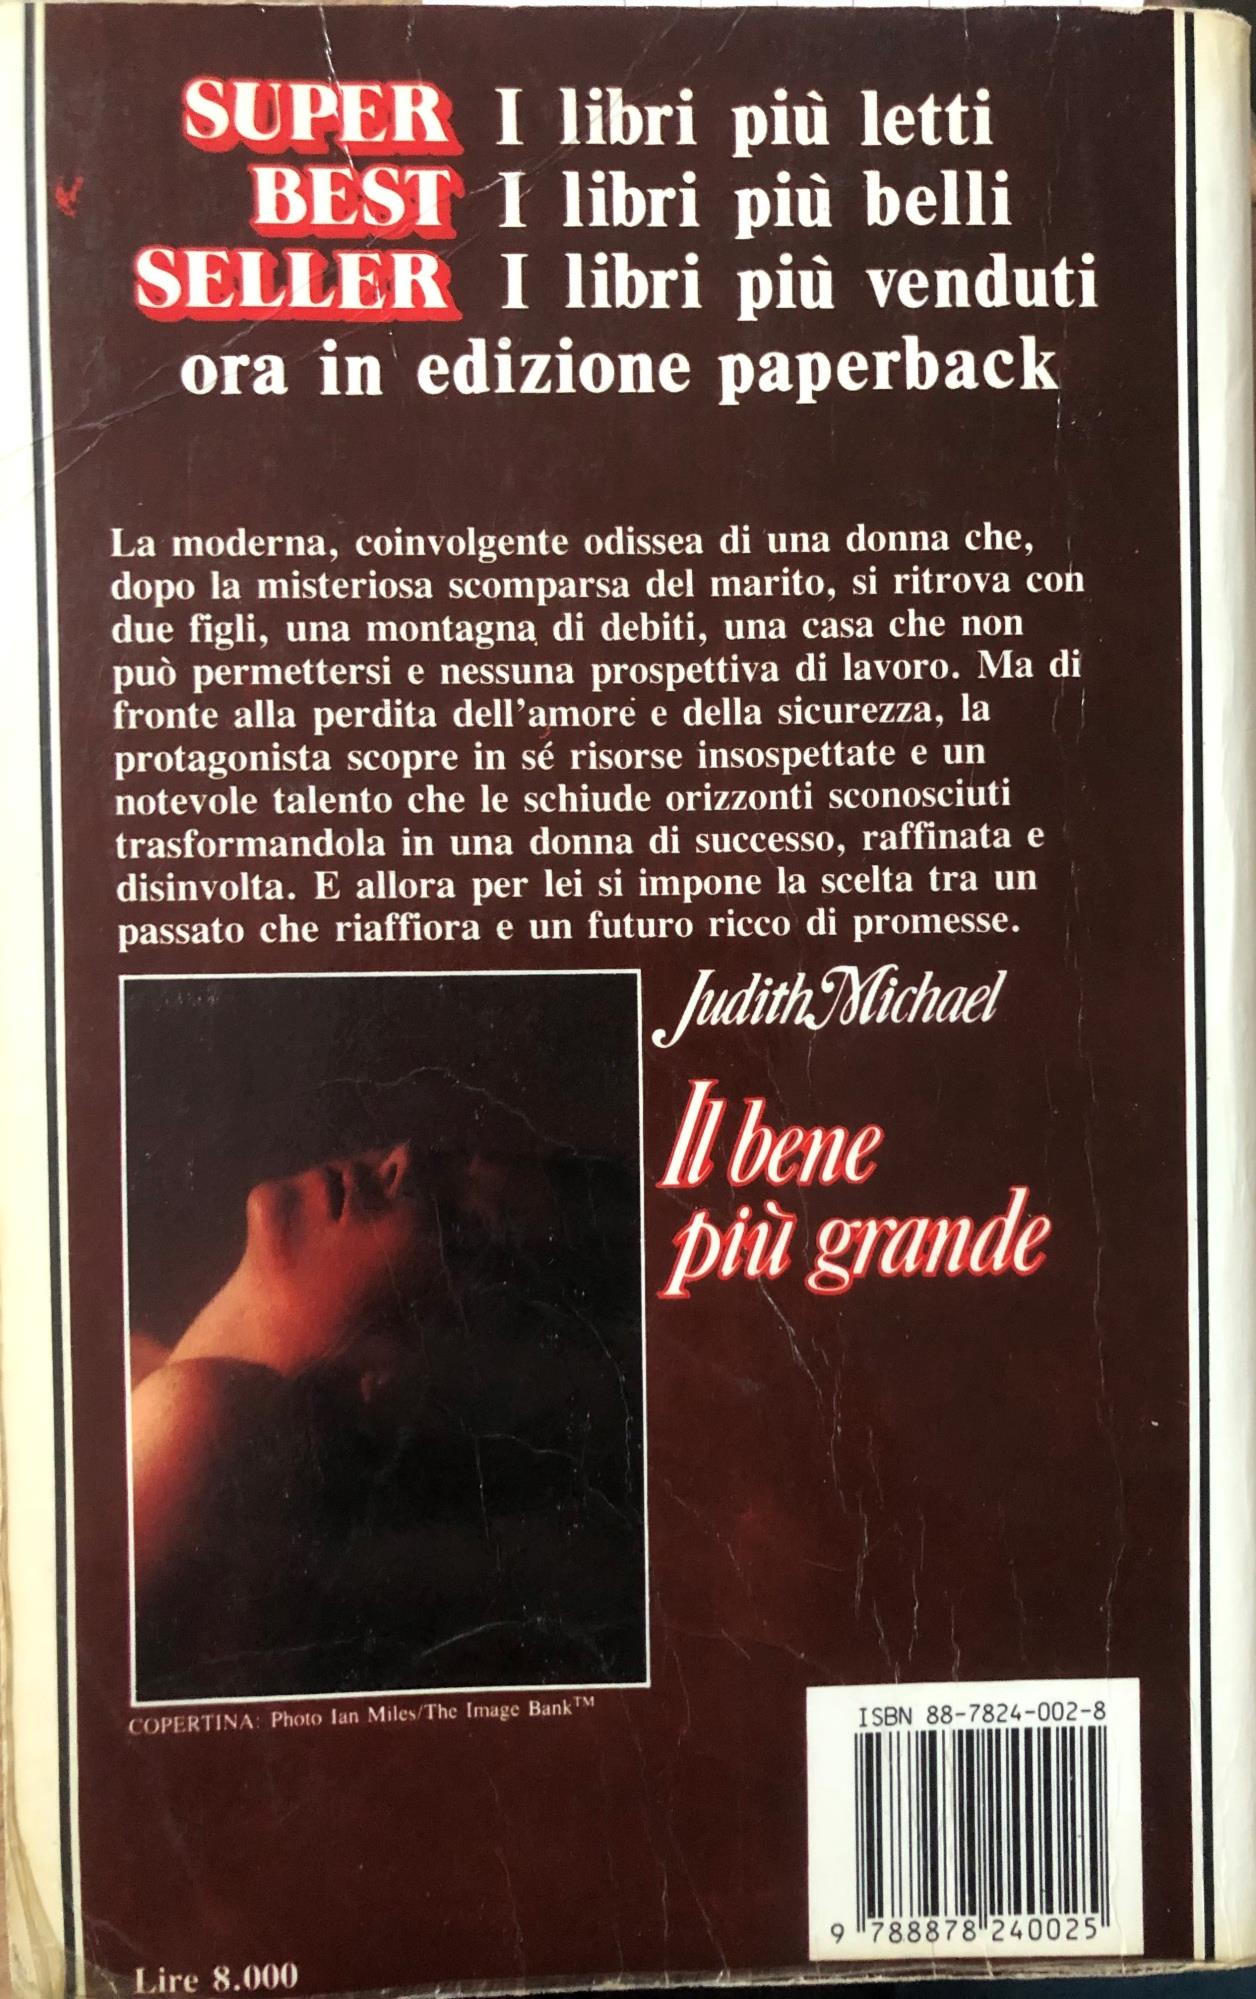 SUPER I libri più letti
BEST I libri più belli
SELLER I libri più venduti
ora in edizione paperback
La moderna, coinvolgente odissea di una donna che,
dopo la misteriosa scomparsa del marito, si ritrova con
due figli, una montagna di debiti, una casa che non
può permettersi e nessuna prospettiva di lavoro. Ma di
fronte alla perdita dell'amore e della sicurezza, la
protagonista scopre in sé risorse insospettate e un
notevole talento che le schiude orizzonti sconosciuti
trasformandola in una donna di successo, raffinata e
disinvolta. E allora per lei si impone la scelta tra un
passato che riaffiora e un futuro ricco di promesse.
Judith Michael
Il bene
più grande
COPERTINA: Photo Ian Miles/The Image Bank™
ISBN 88-7824-002-8
9 788878 240025
Lire 8.000